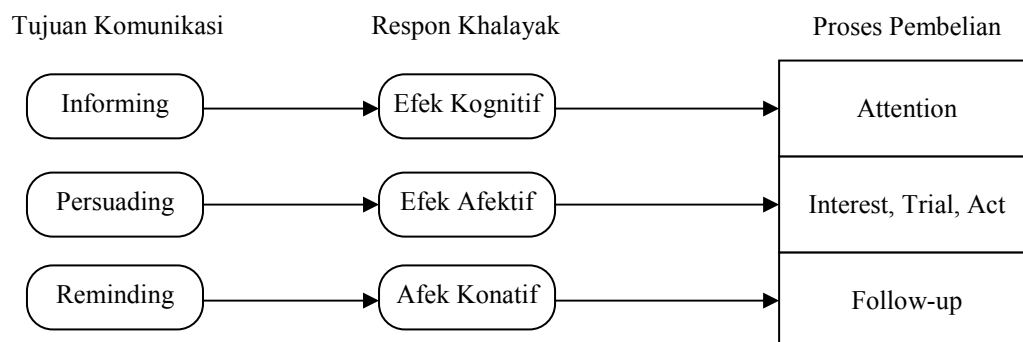 Tujuan Komunikasi
Respon Khalayak
Proses Pembelian
Informing
Efek Kognitif
Attention
Persuading
Efek Afektif
Interest, Trial, Act
Reminding
Afek Konatif
Follow-up